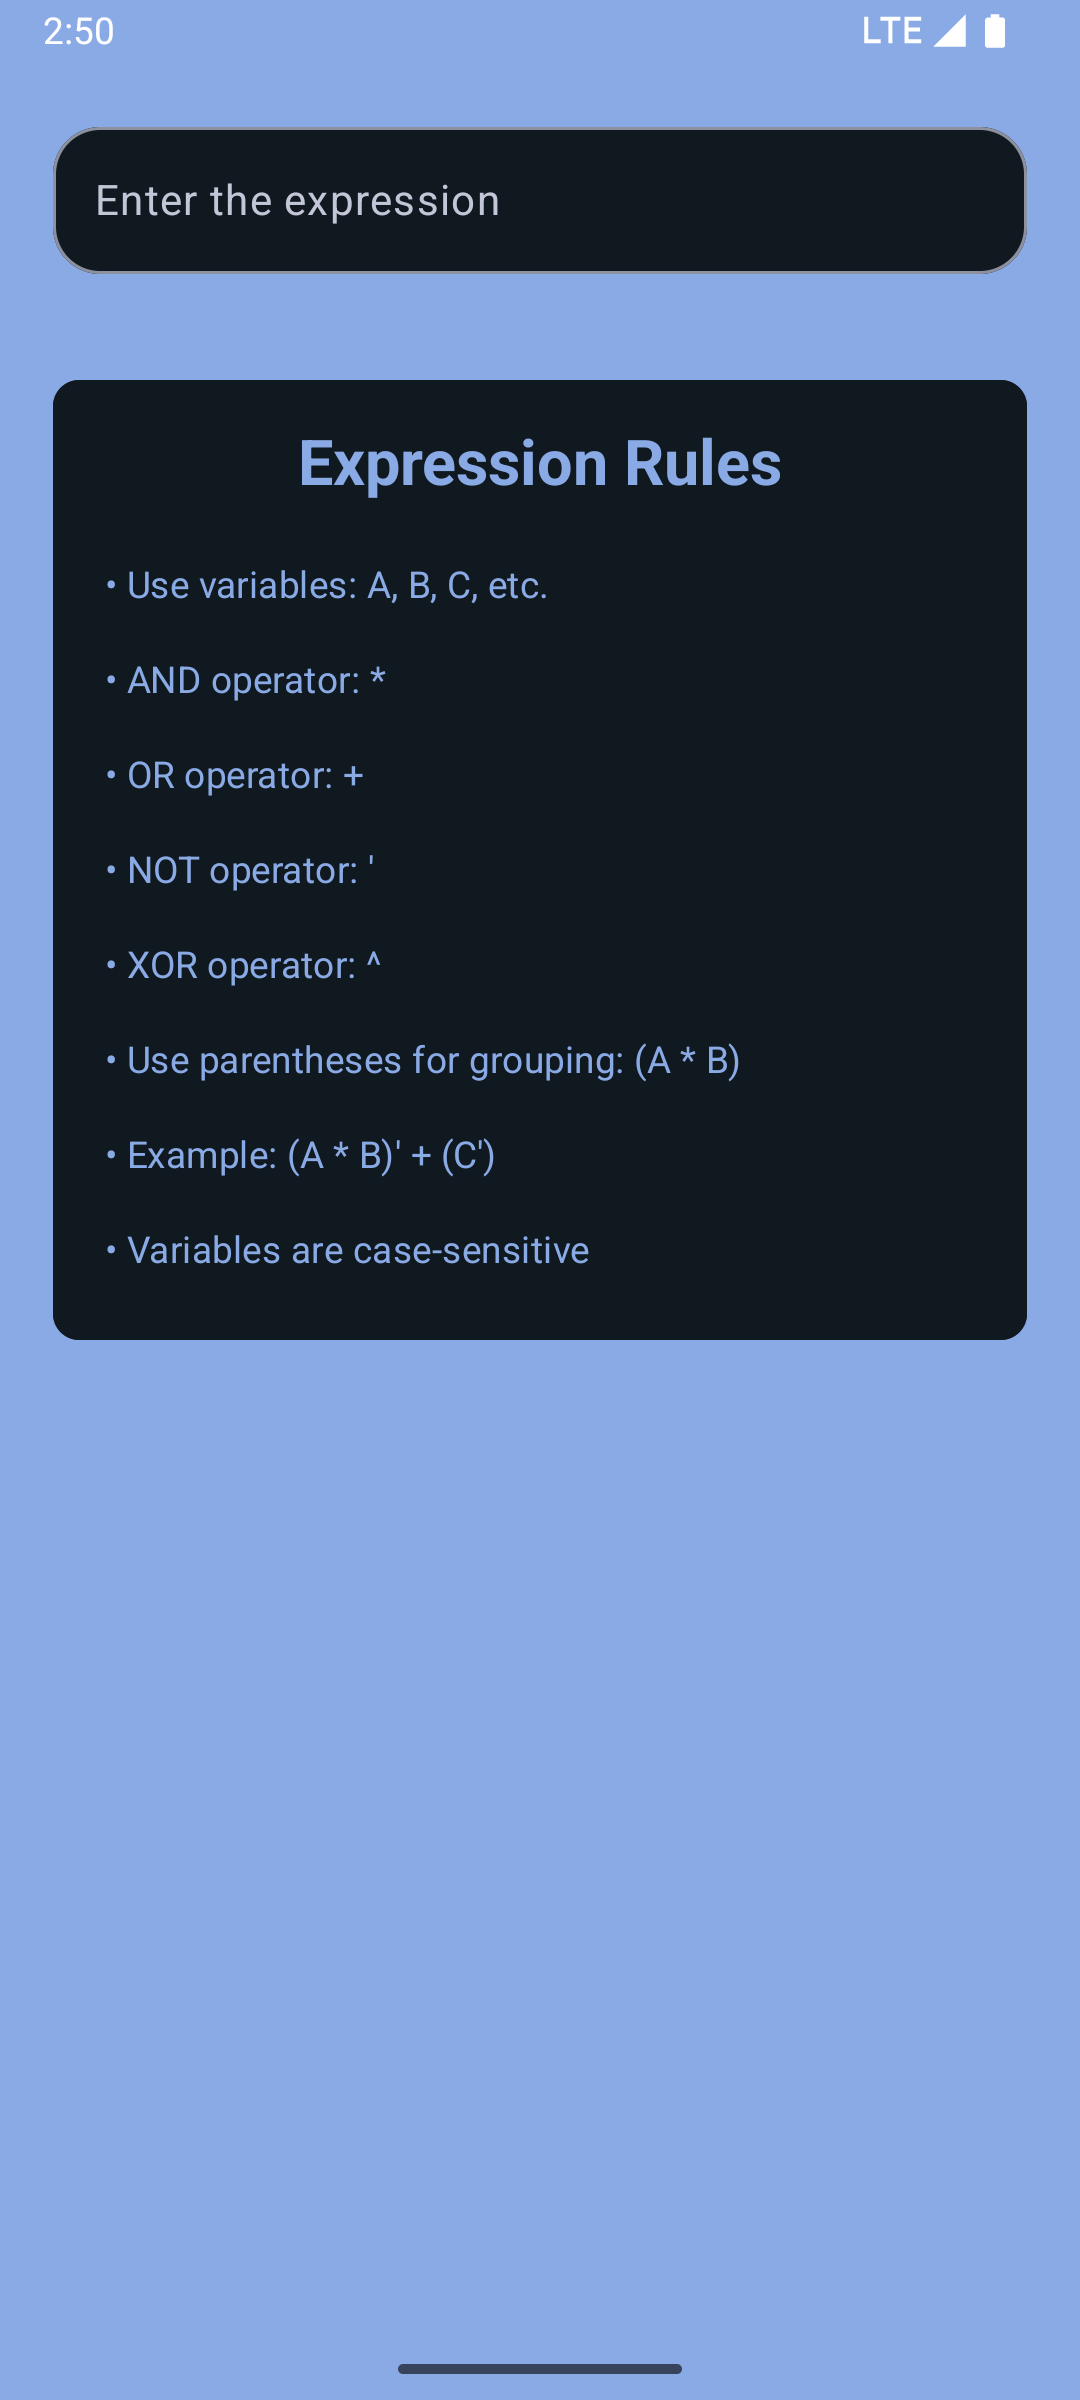 2:50
LTE
Enter the expression
Expression Rules
• Use variables: A, B, C, etc.
• AND operator: *
• OR operator: +
• NOT operator: '
• XOR operator: ^
• Use parentheses for grouping: (A * B)
• Example: (A * B)' + (C')
• Variables are case-sensitive